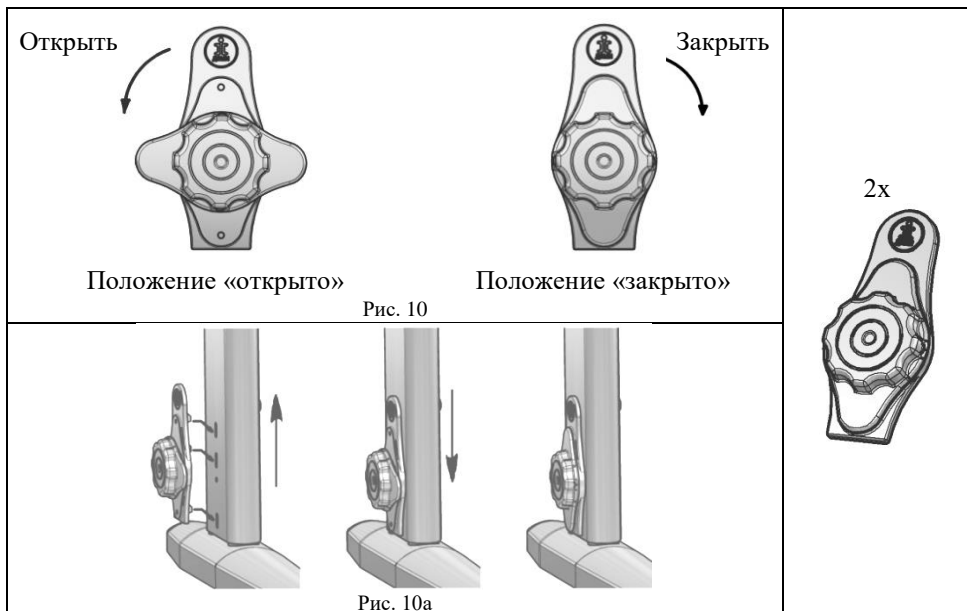 Открыть
Закрыть
Положение «открыто»
Положение «закрыто»
Рис. 10
2x
Рис. 10а